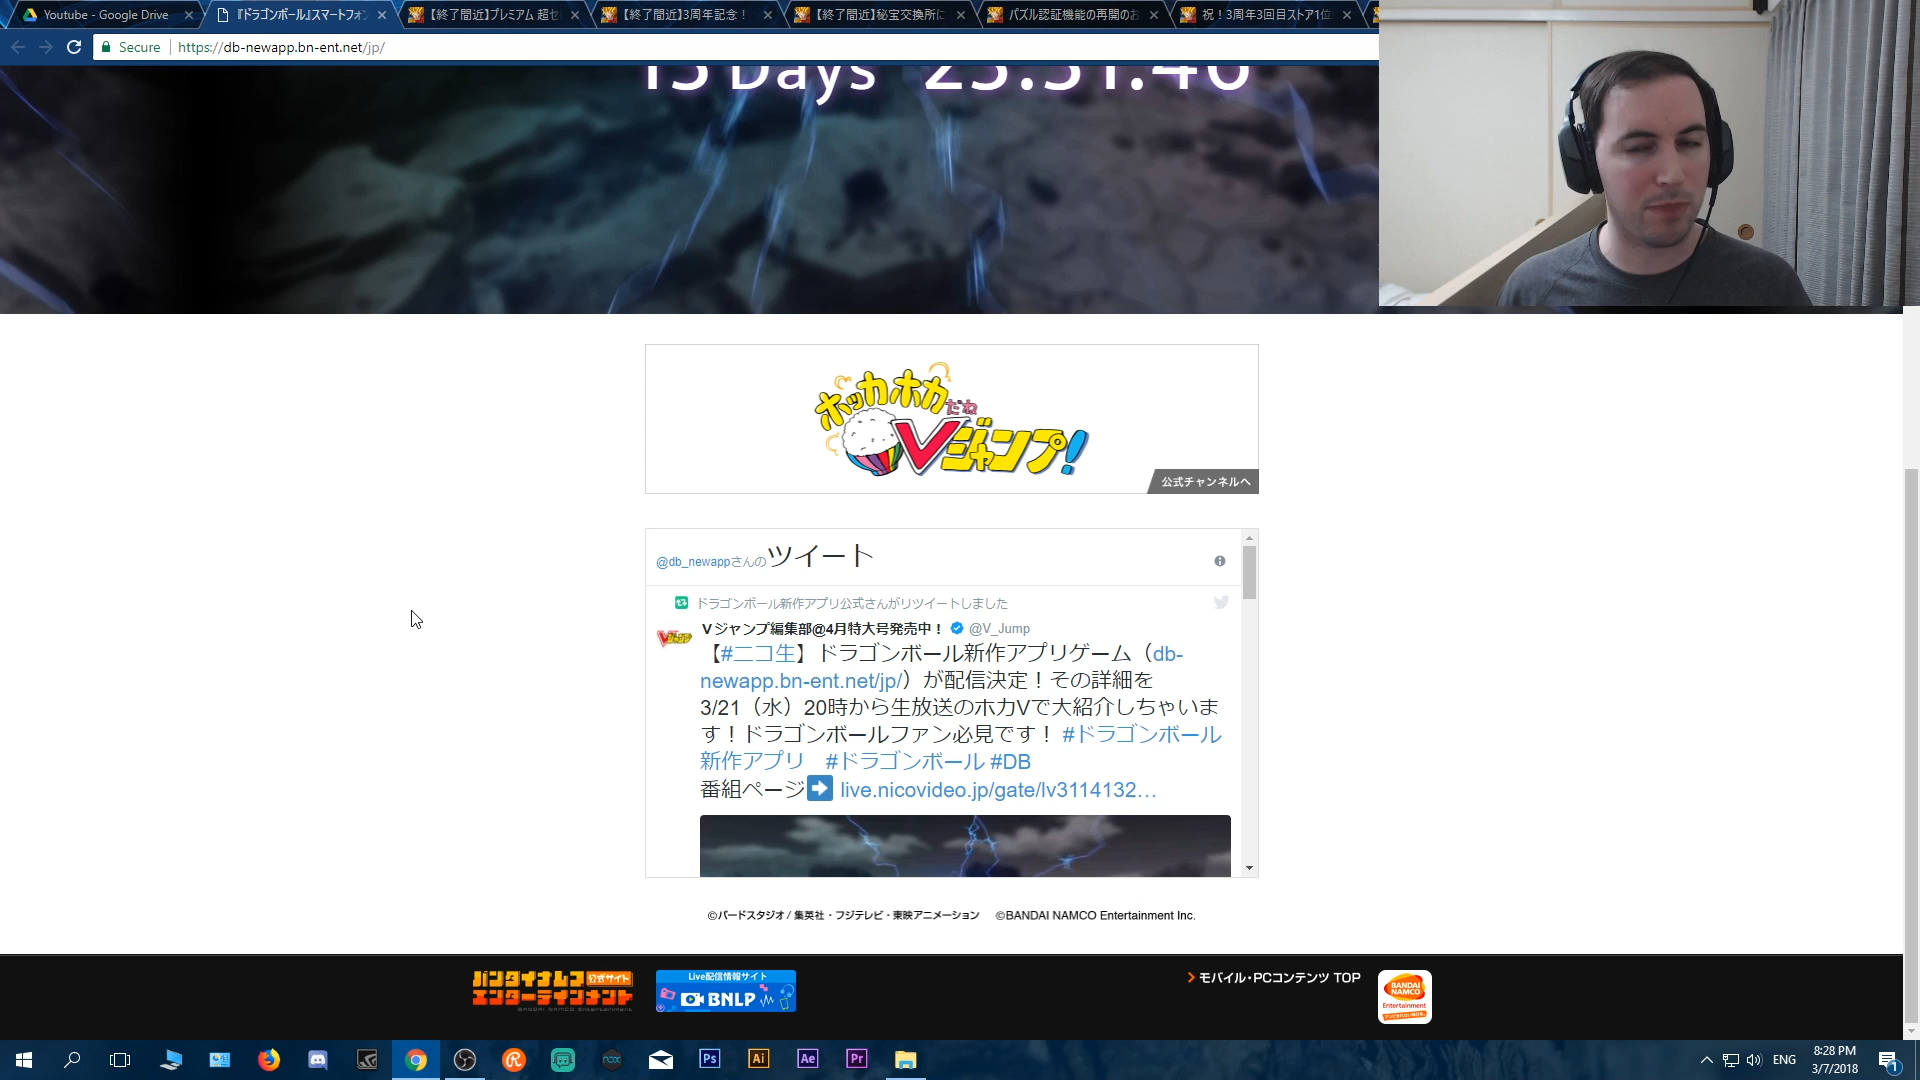 Youtube - Google Drive
『ドラゴンボール』スマートフォン
【終了間近】プレミアム 超セ
【終了間近】3周年記念！
【終了間近】秘宝交換所に
パズル認証機能の再開のお
祝！3周年3回目ストア1位
Secure
https://db-newapp.bn-ent.net/jp/
13 Days 23:31:46
ホッカホカだね
Vジャンプ!
公式チャンネルへ
@db_newappさんのツイート
ドラゴンボール新作アプリ公式さんがリツイートしました
Vジャンプ編集部@4月特大号発売中！ @V_Jump
【#ニコ生】ドラゴンボール新作アプリゲーム（db-
newapp.bn-ent.net/jp/）が配信決定！その詳細を
3/21（水）20時から生放送のホカVで大紹介しちゃいま
す！ドラゴンボールファン必見です！ #ドラゴンボール
新作アプリ #ドラゴンボール #DB
番組ページ➡ live.nicovideo.jp/gate/lv3114132…
©バードスタジオ / 集英社・フジテレビ・東映アニメーション ©BANDAI NAMCO Entertainment Inc.
バンダイナムコ 公式サイト
エンターテインメント
BANDAI NAMCO Entertainment
Live配信情報サイト
BNLP
モバイル・PCコンテンツ TOP
BANDAI
NAMCO
Entertainment
nox
Ps
Ai
Ae
Pr
ENG
8:28 PM
3/7/2018
1